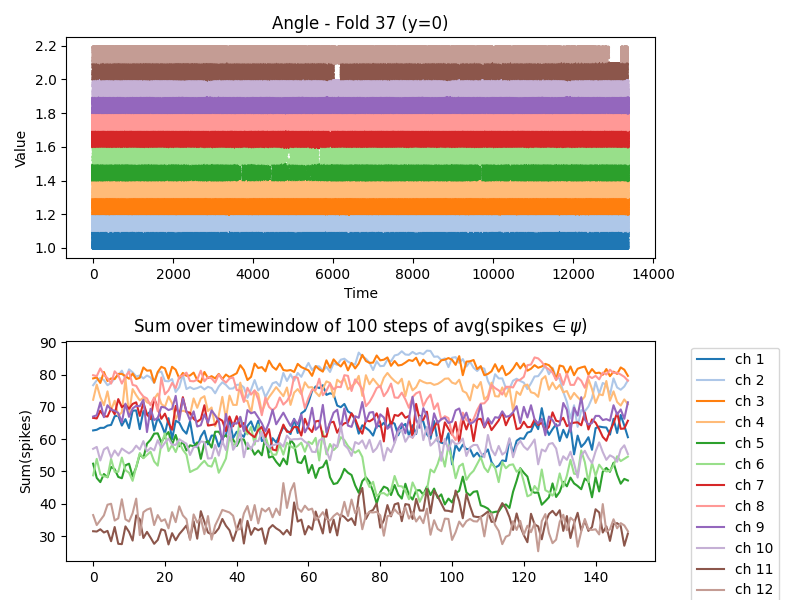 Angle - Fold 37 (y=0)
Value
2.2
2.0
1.8
1.6
1.4
1.2
1.0
0 2000 4000 6000 8000 10000 12000 14000
Time
Sum over timewindow of 100 steps of avg(spikes ∈ψ)
Sum(spikes)
90
80
70
60
50
40
30
0 20 40 60 80 100 120 140
ch 1
ch 2
ch 3
ch 4
ch 5
ch 6
ch 7
ch 8
ch 9
ch 10
ch 11
ch 12